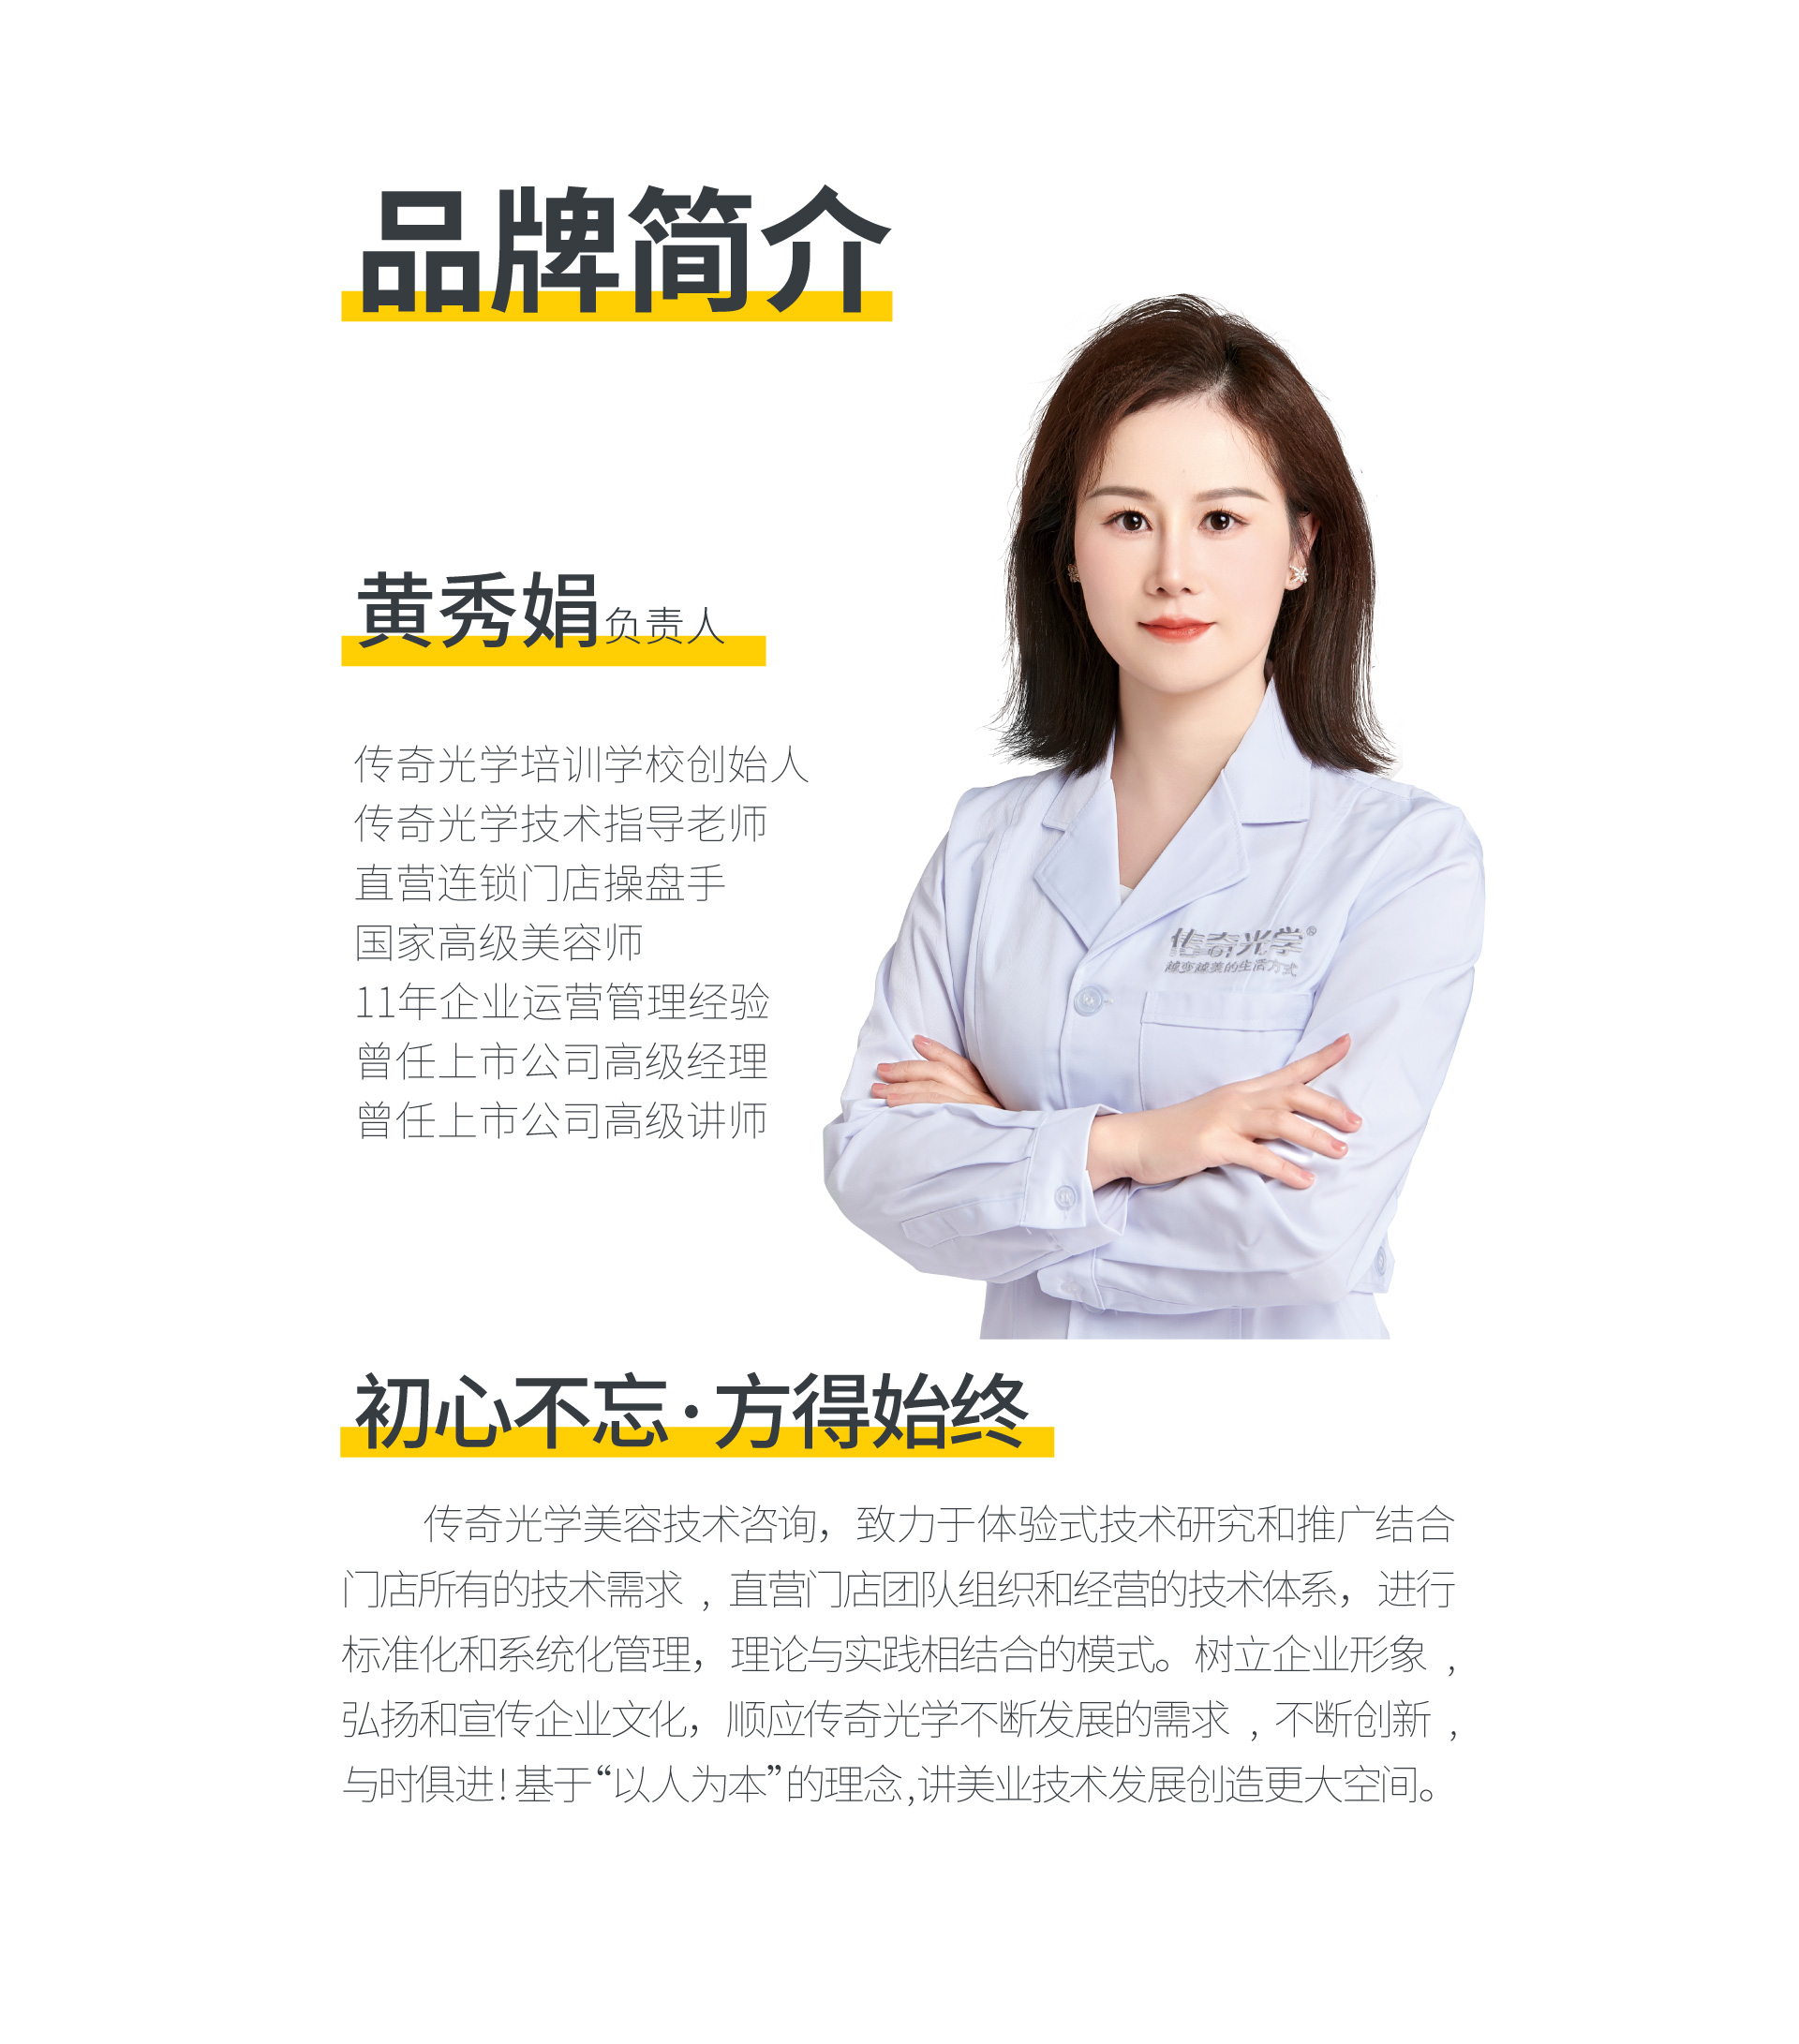 品牌简介
黄秀娟负责人
传奇光学培训学校创始人
传奇光学技术指导老师
直营连锁门店操盘手
国家高级美容师
11年企业运营管理经验
曾任上市公司高级经理
曾任上市公司高级讲师
传奇光学®
越变越美的生活方式
初心不忘·方得始终
传奇光学美容技术咨询，致力于体验式技术研究和推广结合
门店所有的技术需求 , 直营门店团队组织和经营的技术体系，进行
标准化和系统化管理，理论与实践相结合的模式。树立企业形象 ,
弘扬和宣传企业文化，顺应传奇光学不断发展的需求 , 不断创新 ,
与时俱进!基于“以人为本”的理念,讲美业技术发展创造更大空间。